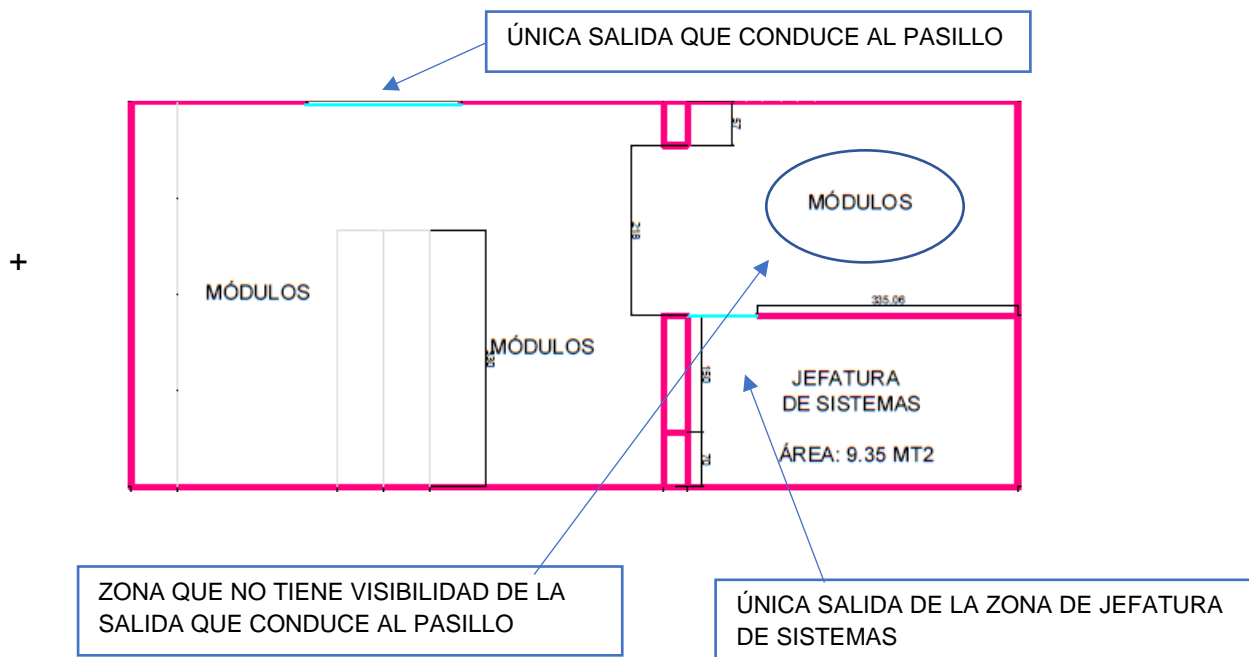 ÚNICA SALIDA QUE CONDUCE AL PASILLO
57
MÓDULOS
+
218
MÓDULOS
335.06
MÓDULOS
150
JEFATURA
DE SISTEMAS
ÁREA: 9.35 MT2
70
ZONA QUE NO TIENE VISIBILIDAD DE LA
SALIDA QUE CONDUCE AL PASILLO
ÚNICA SALIDA DE LA ZONA DE JEFATURA
DE SISTEMAS